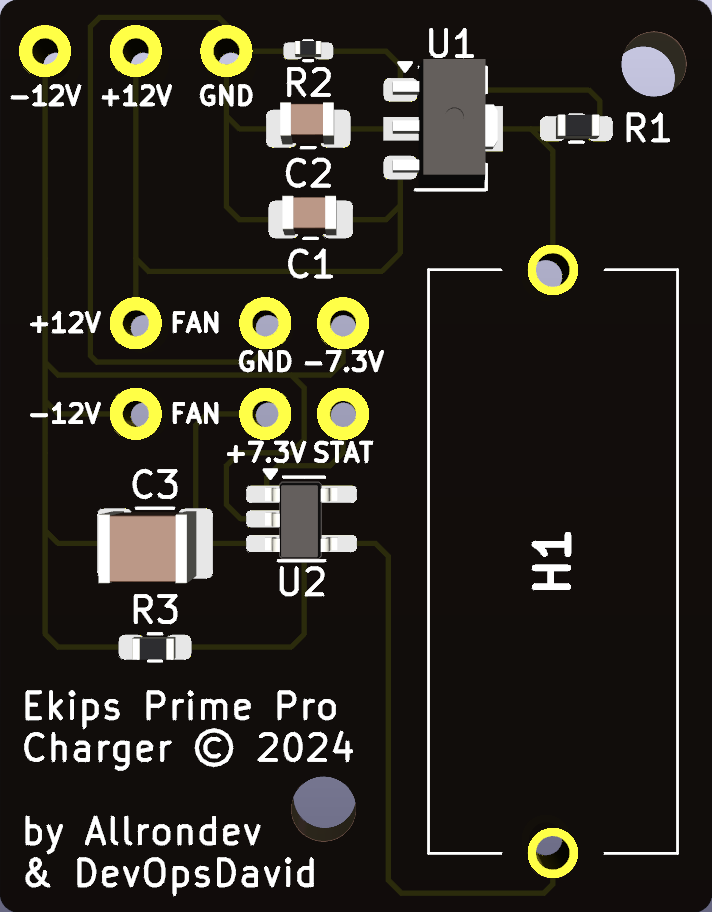 U1
R2
-12V +12V GND
R1
C2
C1
+12V FAN
GND -7.3V
-12V FAN
+7.3V STAT
C3
H1
U2
R3
Ekips Prime Pro
Charger © 2024
by Allrondev
& DevOpsDavid